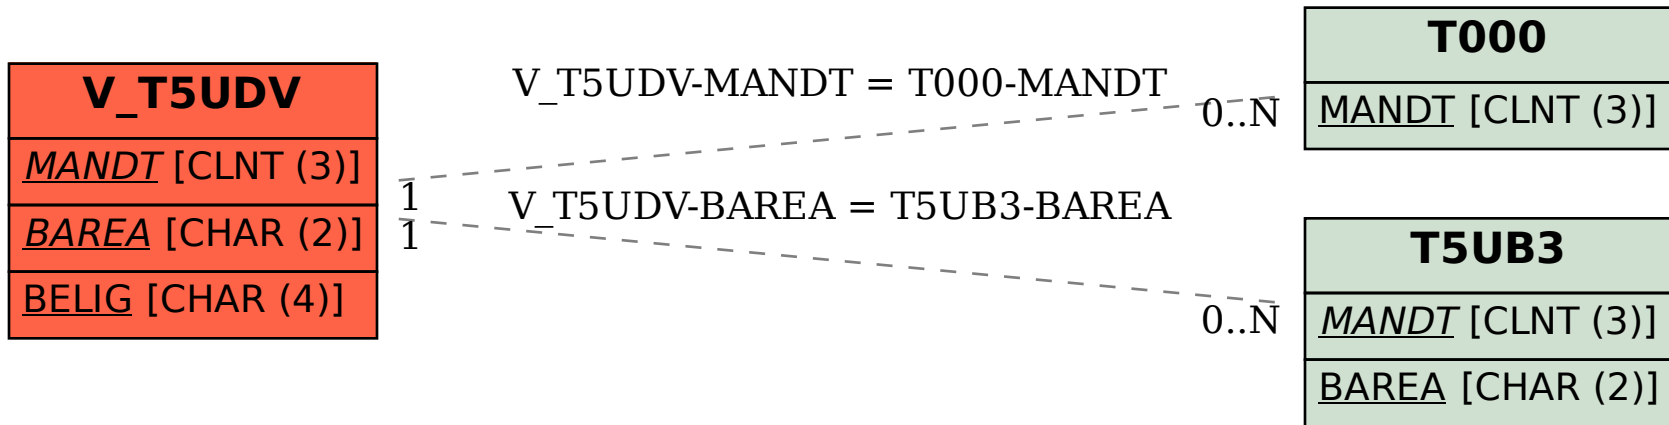 V_T5UDV
MANDT [CLNT (3)]
BAREA [CHAR (2)]
BELIG [CHAR (4)]
V_T5UDV-MANDT = T000-MANDT
0..N
1
V_T5UDV-BAREA = T5UB3-BAREA
1
0..N
T000
MANDT [CLNT (3)]
T5UB3
MANDT [CLNT (3)]
BAREA [CHAR (2)]